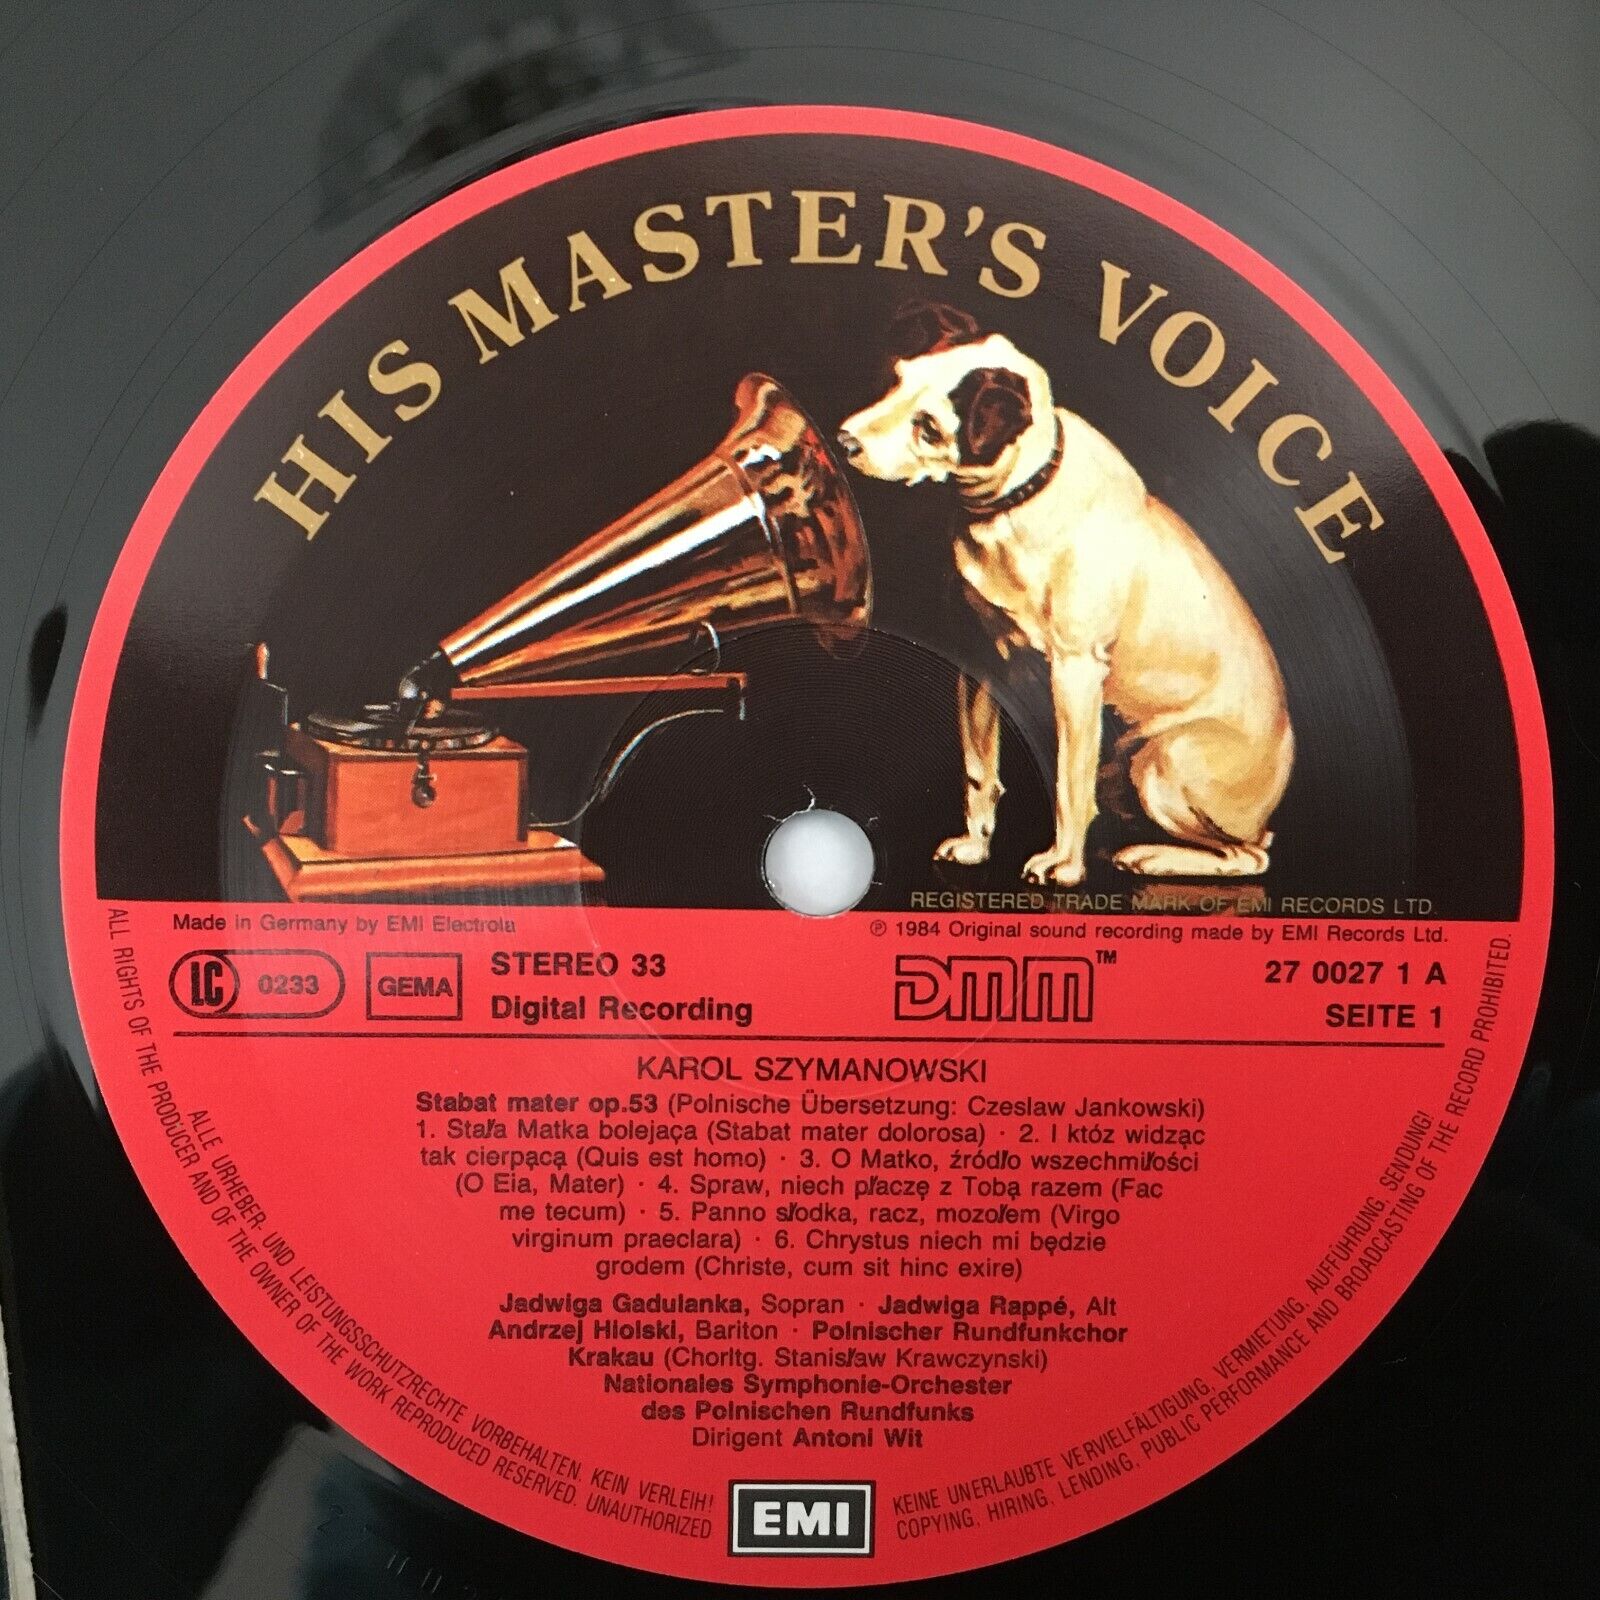 HIS MASTER'S VOICE
REGISTERED TRADE MARK OF EMI RECORDS LTD.
Made in Germany by EMI Electrola
℗ 1984 Original sound recording made by EMI Records Ltd.
LC 0233
GEMA
STEREO 33
Digital Recording
DMM™
27 0027 1 A
SEITE 1
KAROL SZYMANOWSKI
Stabat mater op.53 (Polnische Übersetzung: Czeslaw Jankowski)
1. Stała Matka bolejaça (Stabat mater dolorosa) · 2. I któz widząc
tak cierpącą (Quis est homo) · 3. O Matko, źródło wszechmiłości
(O Eia, Mater) · 4. Spraw, niech płaczę z Tobą razem (Fac
me tecum) · 5. Panno słodka, racz, mozołem (Virgo
virginum praeclara) · 6. Chrystus niech mi będzie
grodem (Christe, cum sit hinc exire)
Jadwiga Gadulanka, Sopran · Jadwiga Rappé, Alt
Andrzej Hiolski, Bariton · Polnischer Rundfunkchor
Krakau (Chorltg. Stanisław Krawczynski)
Nationales Symphonie-Orchester
des Polnischen Rundfunks
Dirigent Antoni Wit
ALLE URHEBER- UND LEISTUNGSSCHUTZRECHTE VORBEHALTEN. KEIN VERLEIH! KEINE UNERLAUBTE VERVIELFÄLTIGUNG, VERMIETUNG, AUFFÜHRUNG, SENDUNG!
ALL RIGHTS OF THE PRODUCER AND OF THE OWNER OF THE WORK REPRODUCED RESERVED. UNAUTHORIZED COPYING, HIRING, LENDING, PUBLIC PERFORMANCE AND BROADCASTING OF THE RECORD PROHIBITED.
EMI